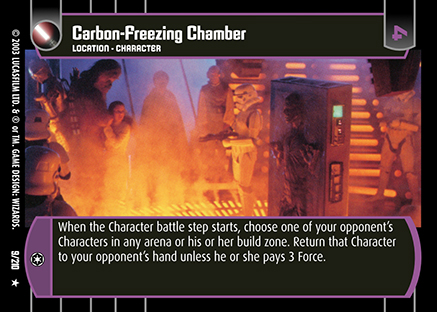 Carbon-Freezing Chamber
LOCATION - CHARACTER
4
When the Character battle step starts, choose one of your opponent's
Characters in any arena or his or her build zone. Return that Character
to your opponent's hand unless he or she pays 3 Force.
© 2003 LUCASFILM LTD. & ® or TM. GAME DESIGN: WIZARDS.
9/210